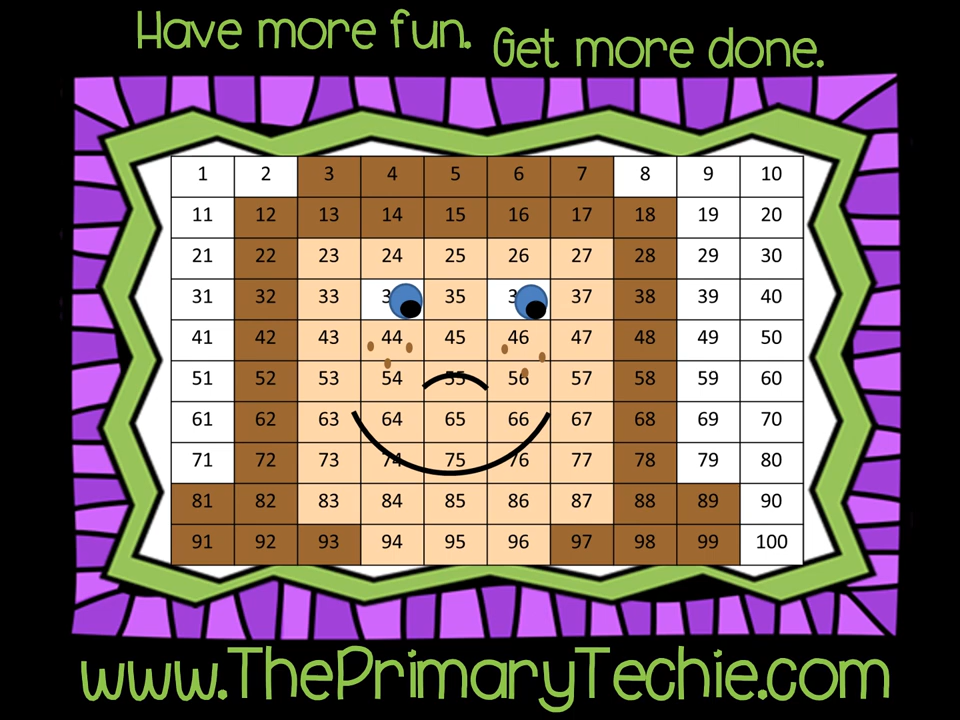 Have more fun. Get more done.
1 2 3 4 5 6 7 8 9 10
11 12 13 14 15 16 17 18 19 20
21 22 23 24 25 26 27 28 29 30
31 32 33 3 35 3 37 38 39 40
41 42 43 44 45 46 47 48 49 50
51 52 53 54 55 56 57 58 59 60
61 62 63 64 65 66 67 68 69 70
71 72 73 74 75 76 77 78 79 80
81 82 83 84 85 86 87 88 89 90
91 92 93 94 95 96 97 98 99 100
www.ThePrimaryTechie.com